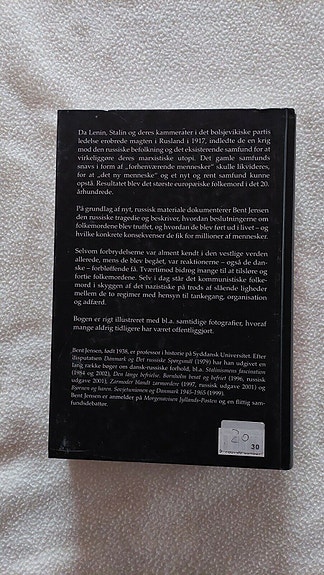 Da Lenin, Stalin og deres kammerater i det bolsjevikiske partis
ledelse erobrede magten i Rusland i 1917, indledte de en krig
mod den russiske befolkning og det eksisterende samfund for at
virkeliggøre deres marxistiske utopi. Det gamle samfunds
snavs i form af „forhenværende mennesker" skulle likvideres,
for at „det ny menneske" og et nyt og rent samfund kunne
opstå. Resultatet blev det største europæiske folkemord i det 20.
århundrede.
På grundlag af nyt, russisk materiale dokumenterer Bent Jensen
den russiske tragedie og beskriver, hvordan beslutningerne om
folkemordene blev truffet, og hvordan de blev ført ud i livet – og
hvilke konkrete konsekvenser de fik for millioner af mennesker.
Selvom forbrydelserne var alment kendt i den vestlige verden
allerede, mens de blev begået, var reaktionerne – også de dan-
ske – forbløffende få. Tværtimod bidrog mange til at tilsløre og
fortie folkemordene. Selv i dag står det kommunistiske folke-
mord i skyggen af det nazistiske på trods af slående ligheder
mellem de to regimer med hensyn til tankegang, organisation
og adfærd.
Bogen er rigt illustreret med bl.a. samtidige fotografier, hvoraf
mange aldrig tidligere har været offentliggjort.
Bent Jensen, født 1938, er professor i historie på Syddansk Universitet. Efter
disputatsen Danmark og Det russiske Spørgsmål (1979) har han udgivet en
lang række bøger om dansk-russiske forhold, bl.a. Stalinismens fascination
(1984 og 2002), Den lange befrielse. Bornholm besat og befriet (1996, russisk
udgave 2001), Zarmoder blandt zarmordere (1997, russisk udgave 2001) og
Bjørnen og haren. Sovjetunionen og Danmark 1945-1965 (1999).
Bent Jensen er anmelder på Morgenavisen Jyllands-Posten og en flittig sam-
fundsdebattør.
30